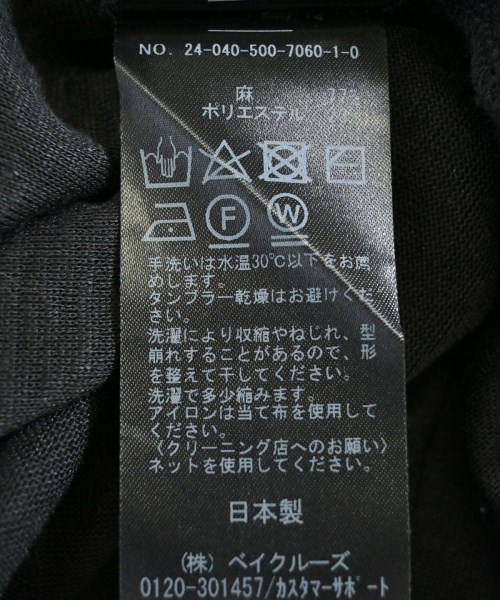 NO. 24-040-500-7060-1-0
麻
ポリエステル
F W
手洗いは水温30℃以下をお薦
めします。
タンブラー乾燥はお避けくだ
さい。
洗濯により収縮やねじれ、型
崩れすることがあるので、形
を整えて干してください。
洗濯で多少縮みます。
アイロンは当て布を使用して
ください。
〈クリーニング店へのお願い〉
ネットを使用してください。
日本製
(株) ベイクルーズ
0120-301457/カスタマーサポート